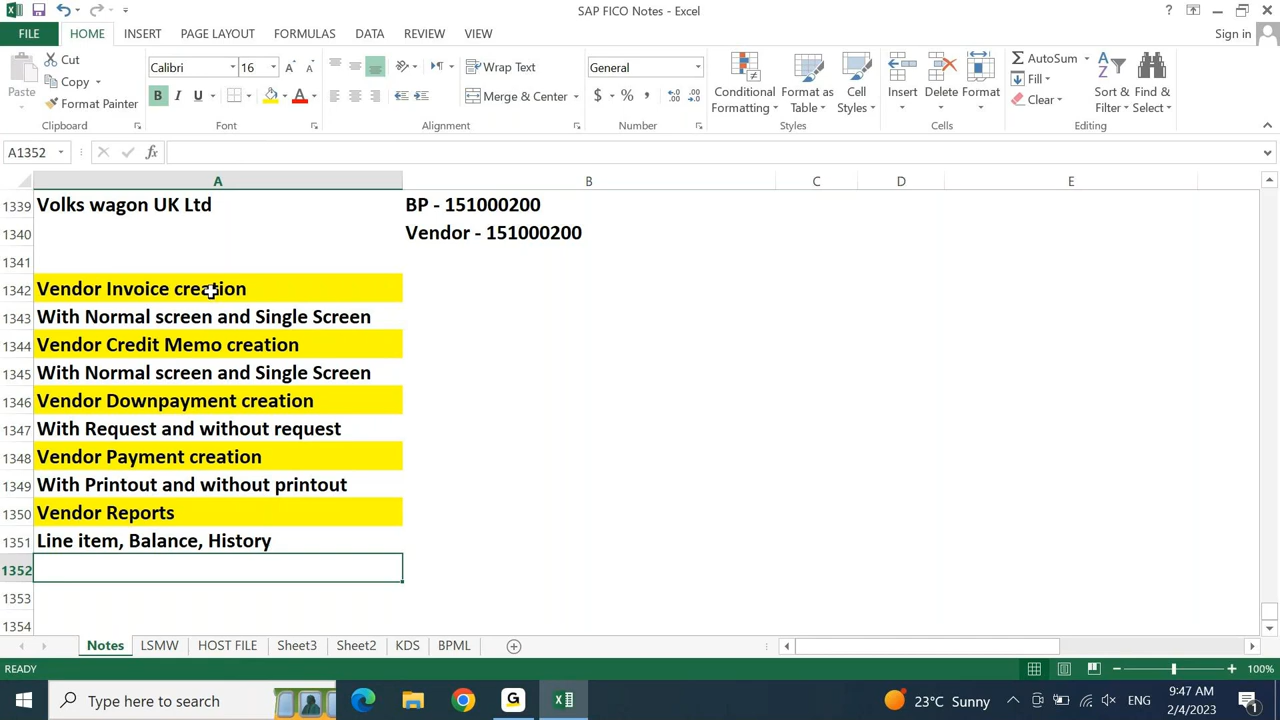 SAP FICO Notes - Excel
Sign in
FILE HOME INSERT PAGE LAYOUT FORMULAS DATA REVIEW VIEW
Paste
Cut
Copy
Format Painter
Clipboard
Calibri 16
B I U
Font
Wrap Text
Merge & Center
Alignment
General
$ % ,
Number
Conditional Formatting
Format as Table
Cell Styles
Styles
Insert
Delete
Format
Cells
AutoSum
Fill
Clear
Sort & Filter
Find & Select
Editing
A1352
fx
A B C D E
1339 Volks wagon UK Ltd BP - 151000200
1340 Vendor - 151000200
1341
1342 Vendor Invoice creation
1343 With Normal screen and Single Screen
1344 Vendor Credit Memo creation
1345 With Normal screen and Single Screen
1346 Vendor Downpayment creation
1347 With Request and without request
1348 Vendor Payment creation
1349 With Printout and without printout
1350 Vendor Reports
1351 Line item, Balance, History
1352
1353
1354
Notes LSMW HOST FILE Sheet3 Sheet2 KDS BPML
READY
100%
Type here to search
23°C Sunny
ENG
9:47 AM
2/4/2023
1